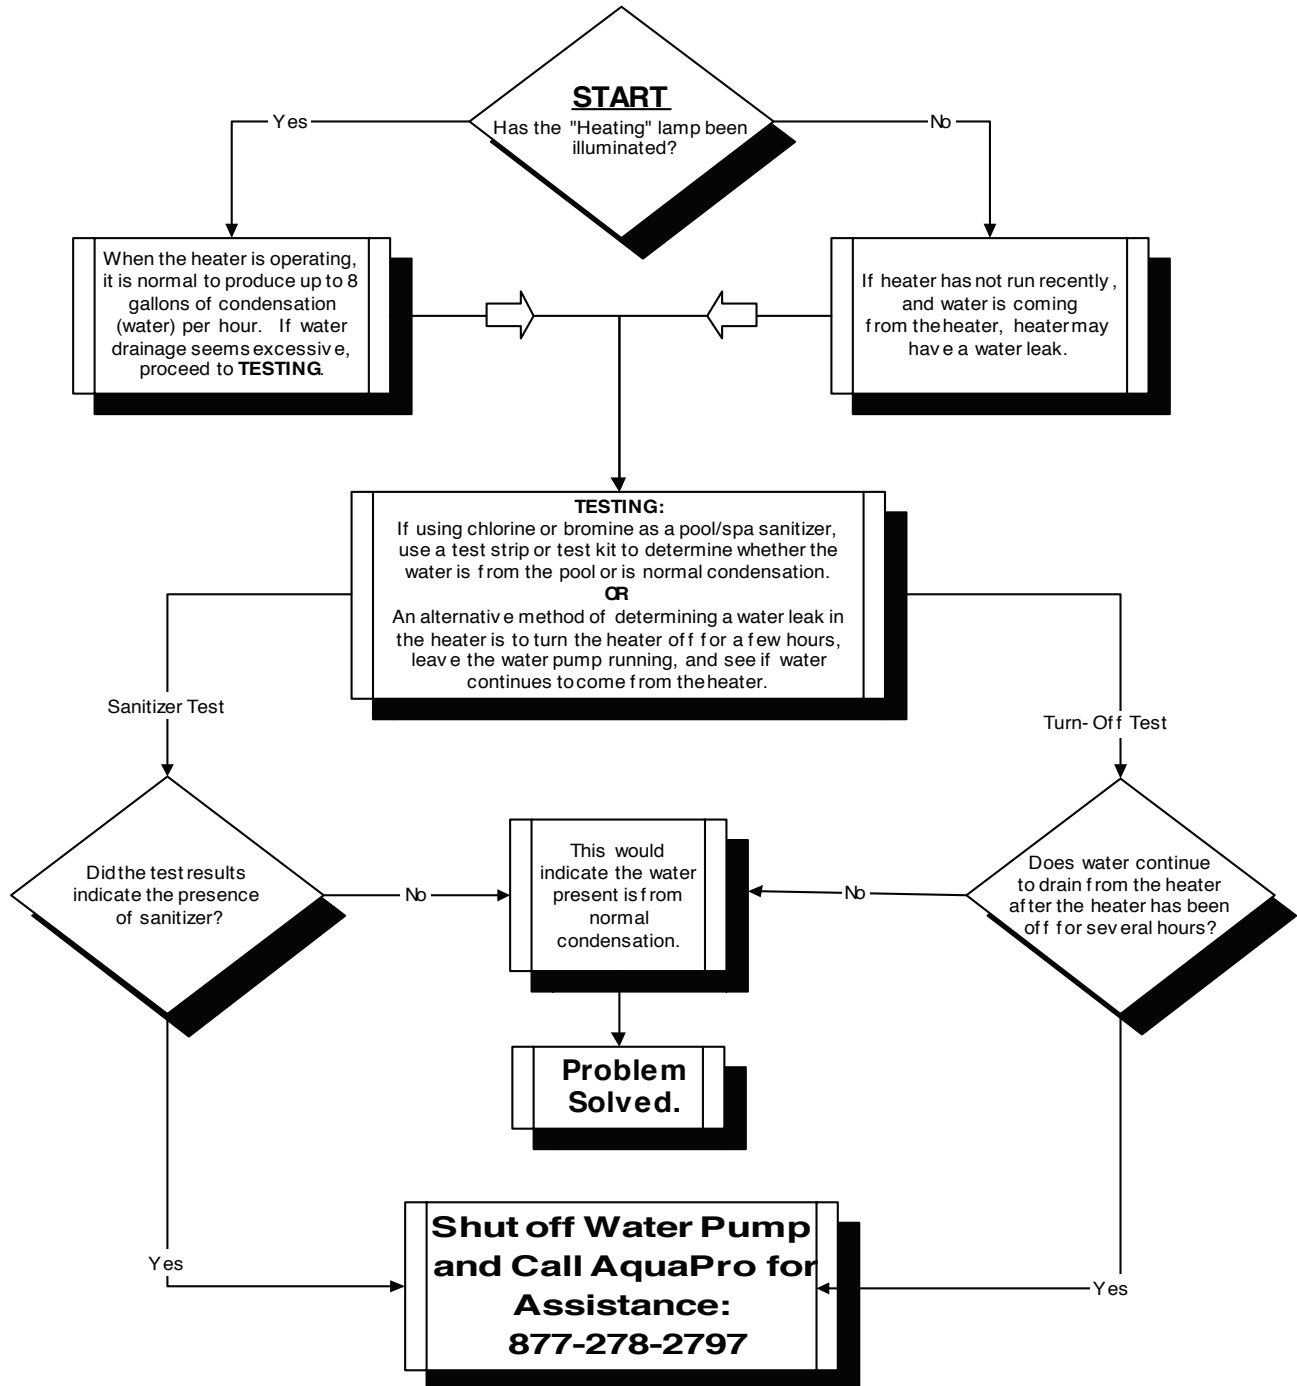 START
Has the "Heating" lamp been
illuminated?
Yes
No
When the heater is operating,
it is normal to produce up to 8
gallons of condensation
(water) per hour. If water
drainage seems excessive,
proceed to TESTING.
If heater has not run recently,
and water is coming
from the heater, heater may
have a water leak.
TESTING:
If using chlorine or bromine as a pool/spa sanitizer,
use a test strip or test kit to determine whether the
water is from the pool or is normal condensation.
OR
An alternative method of determining a water leak in
the heater is to turn the heater off for a few hours,
leave the water pump running, and see if water
continues to come from the heater.
Sanitizer Test
Turn-Off Test
Did the test results
indicate the presence
of sanitizer?
No
This would
indicate the water
present is from
normal
condensation.
No
Does water continue
to drain from the heater
after the heater has been
off for several hours?
Problem
Solved.
Yes
Shut off Water Pump
and Call AquaPro for
Assistance:
877-278-2797
Yes